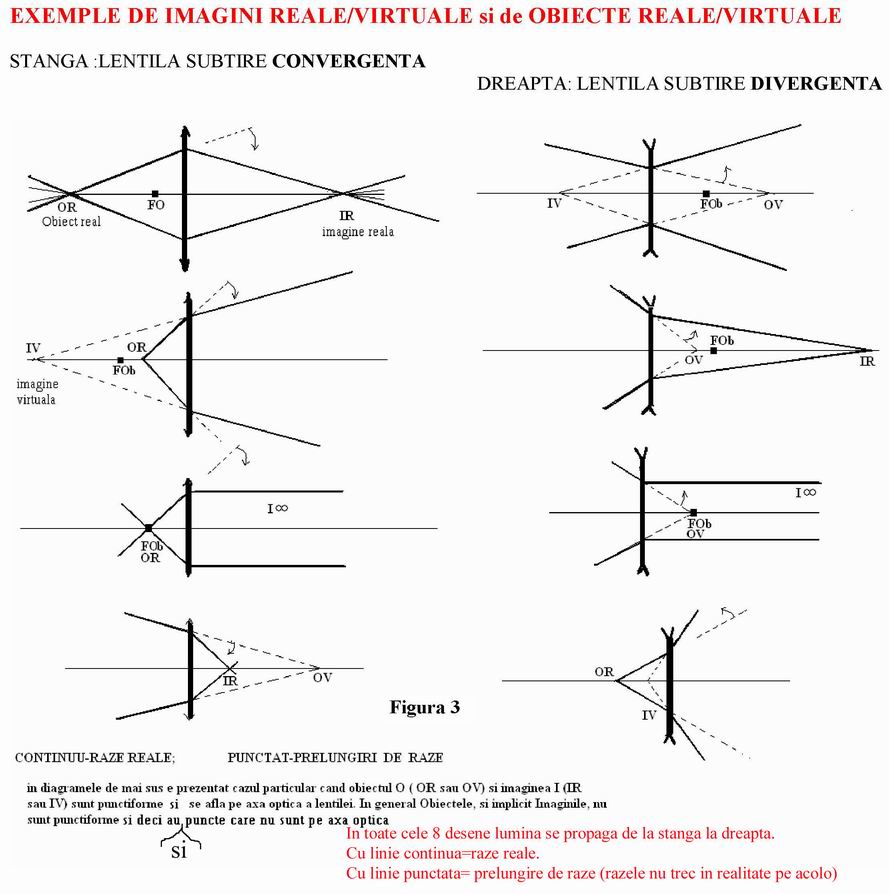 EXEMPLE DE IMAGINI REALE/VIRTUALE si de OBIECTE REALE/VIRTUALE
STANGA :LENTILA SUBTIRE CONVERGENTA
DREAPTA: LENTILA SUBTIRE DIVERGENTA
OR
Obiect real
FO
IR
imagine reala
IV
FOb
OV
IV
imagine
virtuala
FOb
OR
OV
FOb
IR
FOb
OR
I∞
FOb
OV
I∞
IR
OV
OR
IV
Figura 3
CONTINUU-RAZE REALE; PUNCTAT-PRELUNGIRI DE RAZE
in diagramele de mai sus e prezentat cazul particular cand obiectul O ( OR sau OV) si imaginea I (IR
sau IV) sunt punctiforme si se afla pe axa optica a lentilei. In general Obiectele, si implicit Imaginile, nu
sunt punctiforme si deci au puncte care nu sunt pe axa optica
si
In toate cele 8 desene lumina se propaga de la stanga la dreapta.
Cu linie continua=raze reale.
Cu linie punctata= prelungire de raze (razele nu trec in realitate pe acolo)